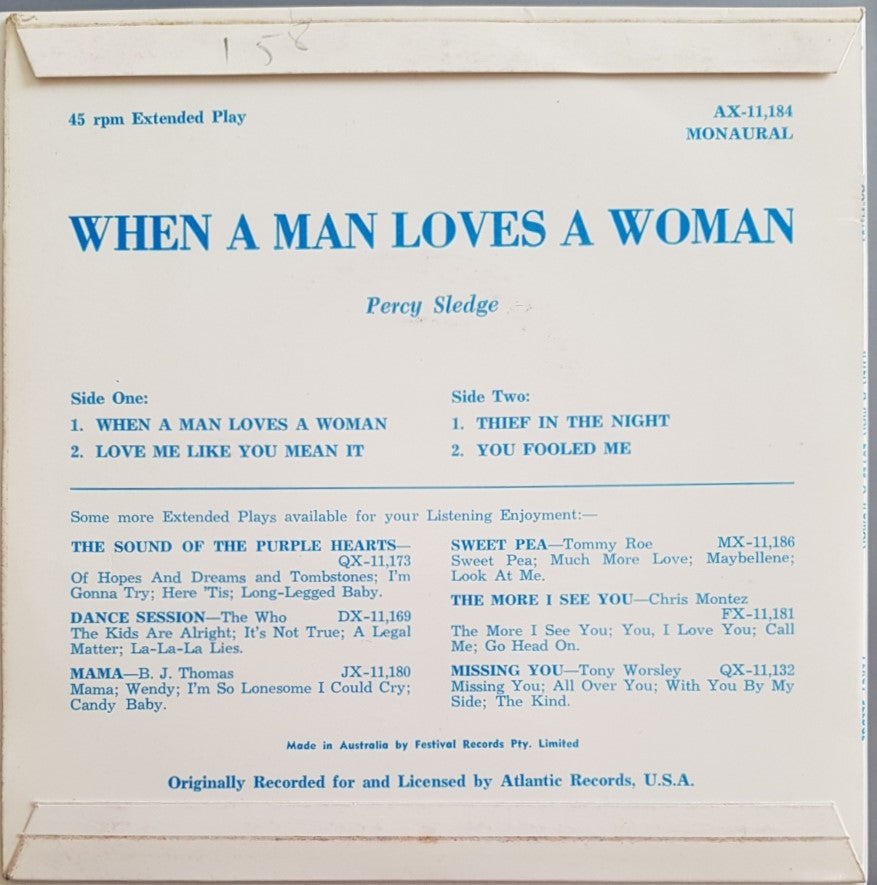 158
45 rpm Extended Play
AX-11,184
MONAURAL
WHEN A MAN LOVES A WOMAN
Percy Sledge
Side One:
1. WHEN A MAN LOVES A WOMAN
2. LOVE ME LIKE YOU MEAN IT
Side Two:
1. THIEF IN THE NIGHT
2. YOU FOOLED ME
Some more Extended Plays available for your Listening Enjoyment:—
THE SOUND OF THE PURPLE HEARTS—
QX-11,173
Of Hopes And Dreams and Tombstones; I'm
Gonna Try; Here 'Tis; Long-Legged Baby.
DANCE SESSION—The Who DX-11,169
The Kids Are Alright; It's Not True; A Legal
Matter; La-La-La Lies.
MAMA—B. J. Thomas JX-11,180
Mama; Wendy; I'm So Lonesome I Could Cry;
Candy Baby.
SWEET PEA—Tommy Roe MX-11,186
Sweet Pea; Much More Love; Maybellene;
Look At Me.
THE MORE I SEE YOU—Chris Montez
FX-11,181
The More I See You; You, I Love You; Call
Me; Go Head On.
MISSING YOU—Tony Worsley QX-11,132
Missing You; All Over You; With You By My
Side; The Kind.
Made in Australia by Festival Records Pty. Limited
Originally Recorded for and Licensed by Atlantic Records, U.S.A.